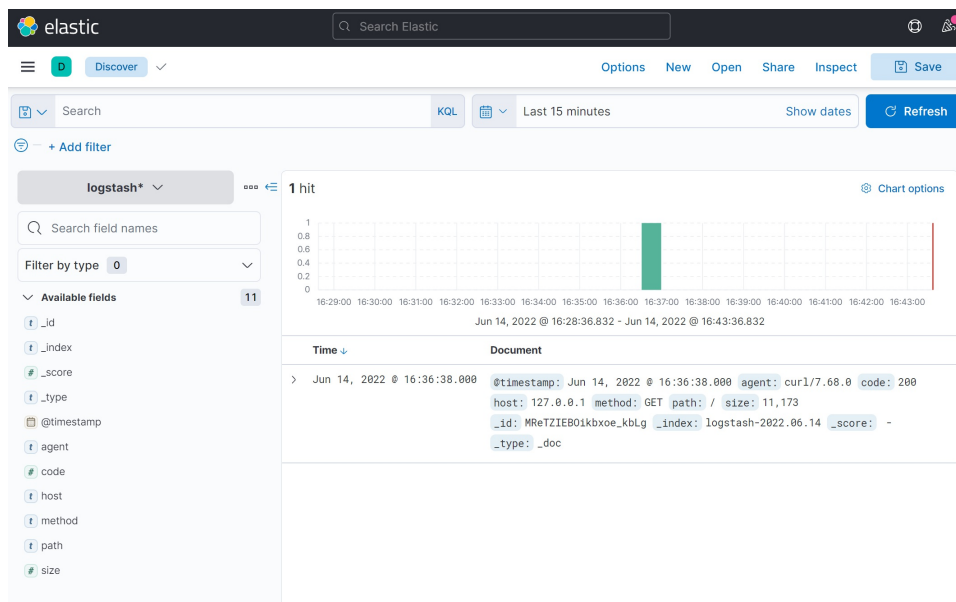 elastic
Search Elastic
D Discover Options New Open Share Inspect Save
Search KQL Last 15 minutes Show dates Refresh
+ Add filter
logstash* 1 hit Chart options
Search field names
Filter by type 0
Available fields 11
t _id
t _index
# _score
t _type
@timestamp
t agent
# code
t host
t method
t path
# size
1
0.8
0.6
0.4
0.2
0
16:29:00 16:30:00 16:31:00 16:32:00 16:33:00 16:34:00 16:35:00 16:36:00 16:37:00 16:38:00 16:39:00 16:40:00 16:41:00 16:42:00 16:43:00
Jun 14, 2022 @ 16:28:36.832 - Jun 14, 2022 @ 16:43:36.832
Time Document
Jun 14, 2022 @ 16:36:38.000 @timestamp: Jun 14, 2022 @ 16:36:38.000 agent: curl/7.68.0 code: 200
host: 127.0.0.1 method: GET path: / size: 11,173
_id: MReTZIEBOikbxoe_kbLg _index: logstash-2022.06.14 _score: -
_type: _doc